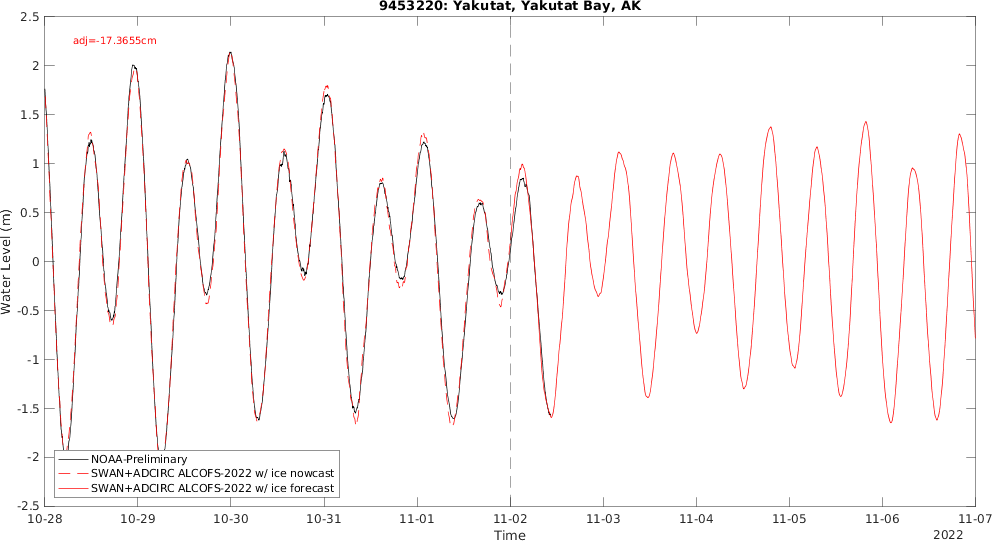 9453220: Yakutat, Yakutat Bay, AK
adj=-17.3655cm
2.5
2
1.5
1
0.5
0
-0.5
-1
-1.5
-2
-2.5
Water Level (m)
NOAA-Preliminary
SWAN+ADCIRC ALCOFS-2022 w/ ice nowcast
SWAN+ADCIRC ALCOFS-2022 w/ ice forecast
10-28 10-29 10-30 10-31 11-01 11-02 11-03 11-04 11-05 11-06 11-07
Time
2022